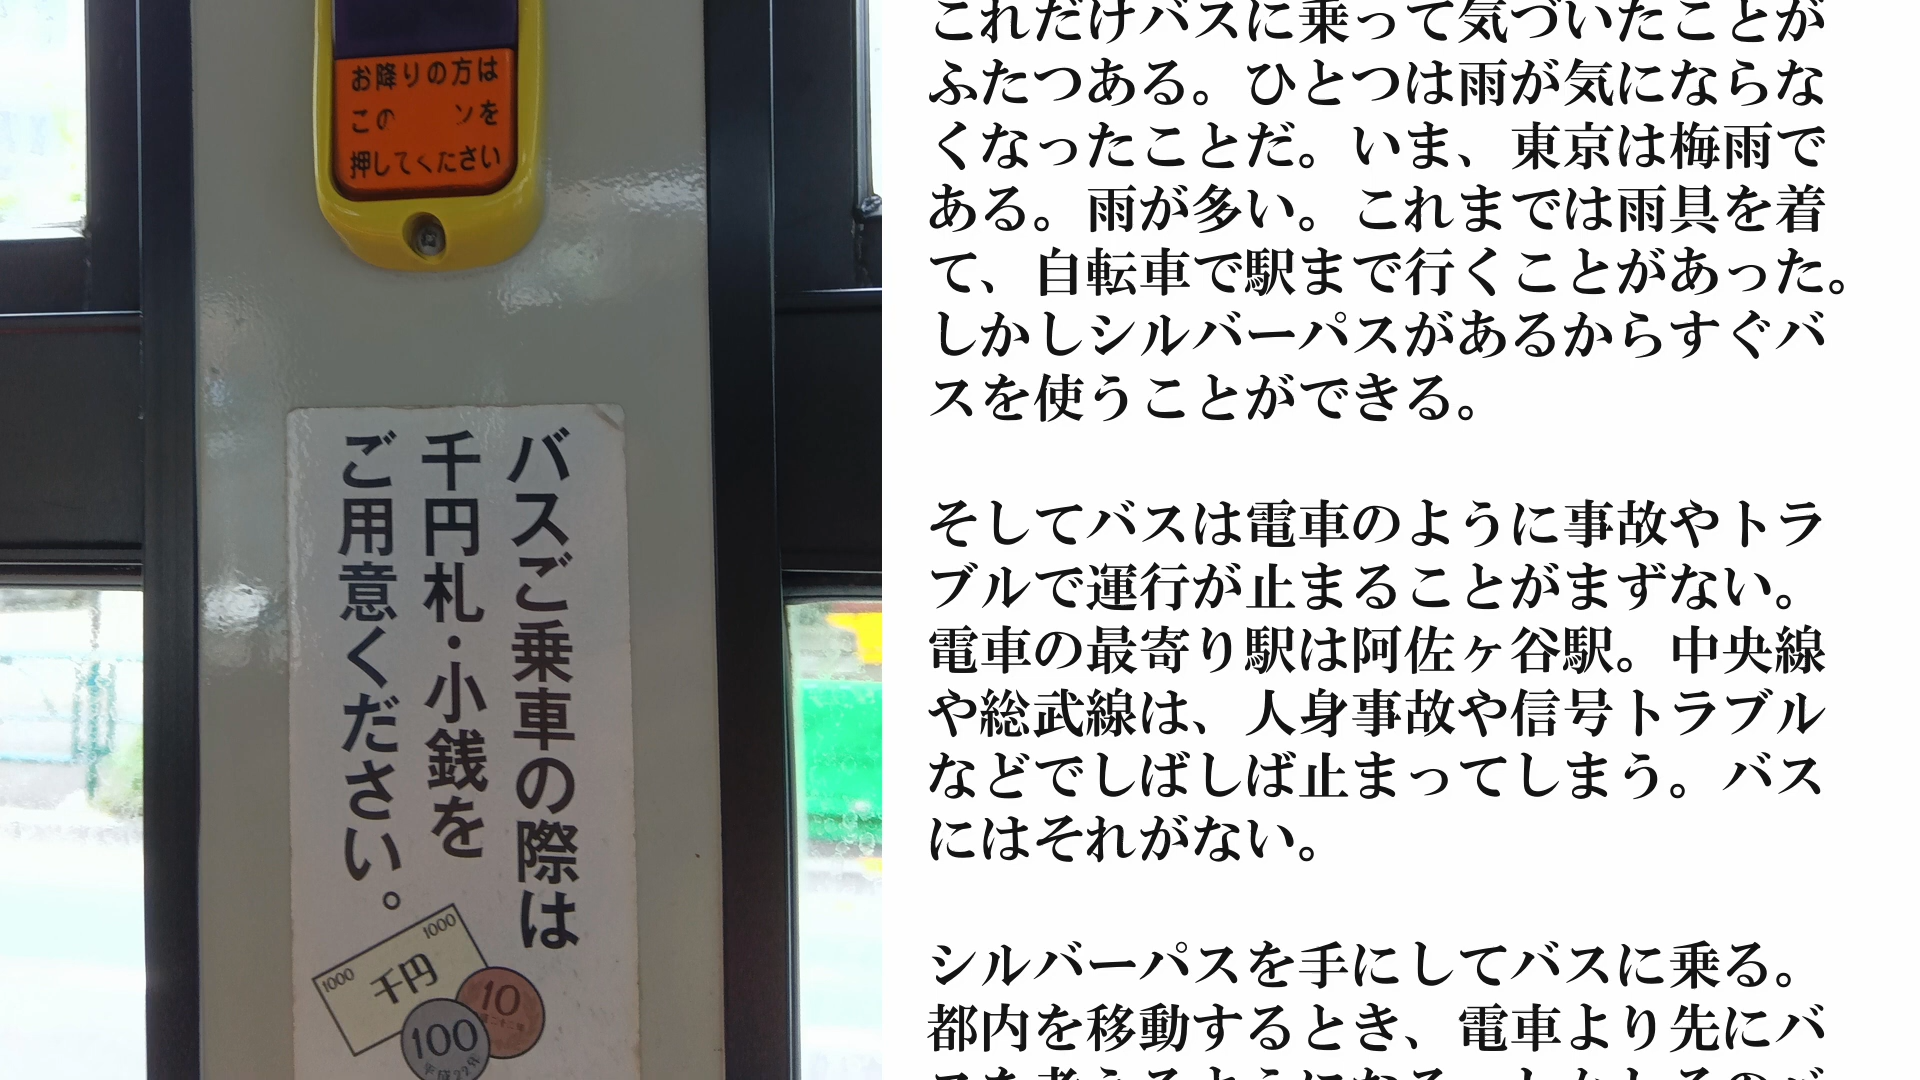 お降りの方は
この ンを
押してください
バスご乗車の際は
千円札・小銭を
ご用意ください。
1000
千円
1000
10
100
平成22年
これだけバスに乗って気づいたことが
ふたつある。ひとつは雨が気にならな
くなったことだ。いま、東京は梅雨で
ある。雨が多い。これまでは雨具を着
て、自転車で駅まで行くことがあった。
しかしシルバーパスがあるからすぐバ
スを使うことができる。
そしてバスは電車のように事故やトラ
ブルで運行が止まることがまずない。
電車の最寄り駅は阿佐ヶ谷駅。中央線
や総武線は、人身事故や信号トラブル
などでしばしば止まってしまう。バス
にはそれがない。
シルバーパスを手にしてバスに乗る。
都内を移動するとき、電車より先にバ